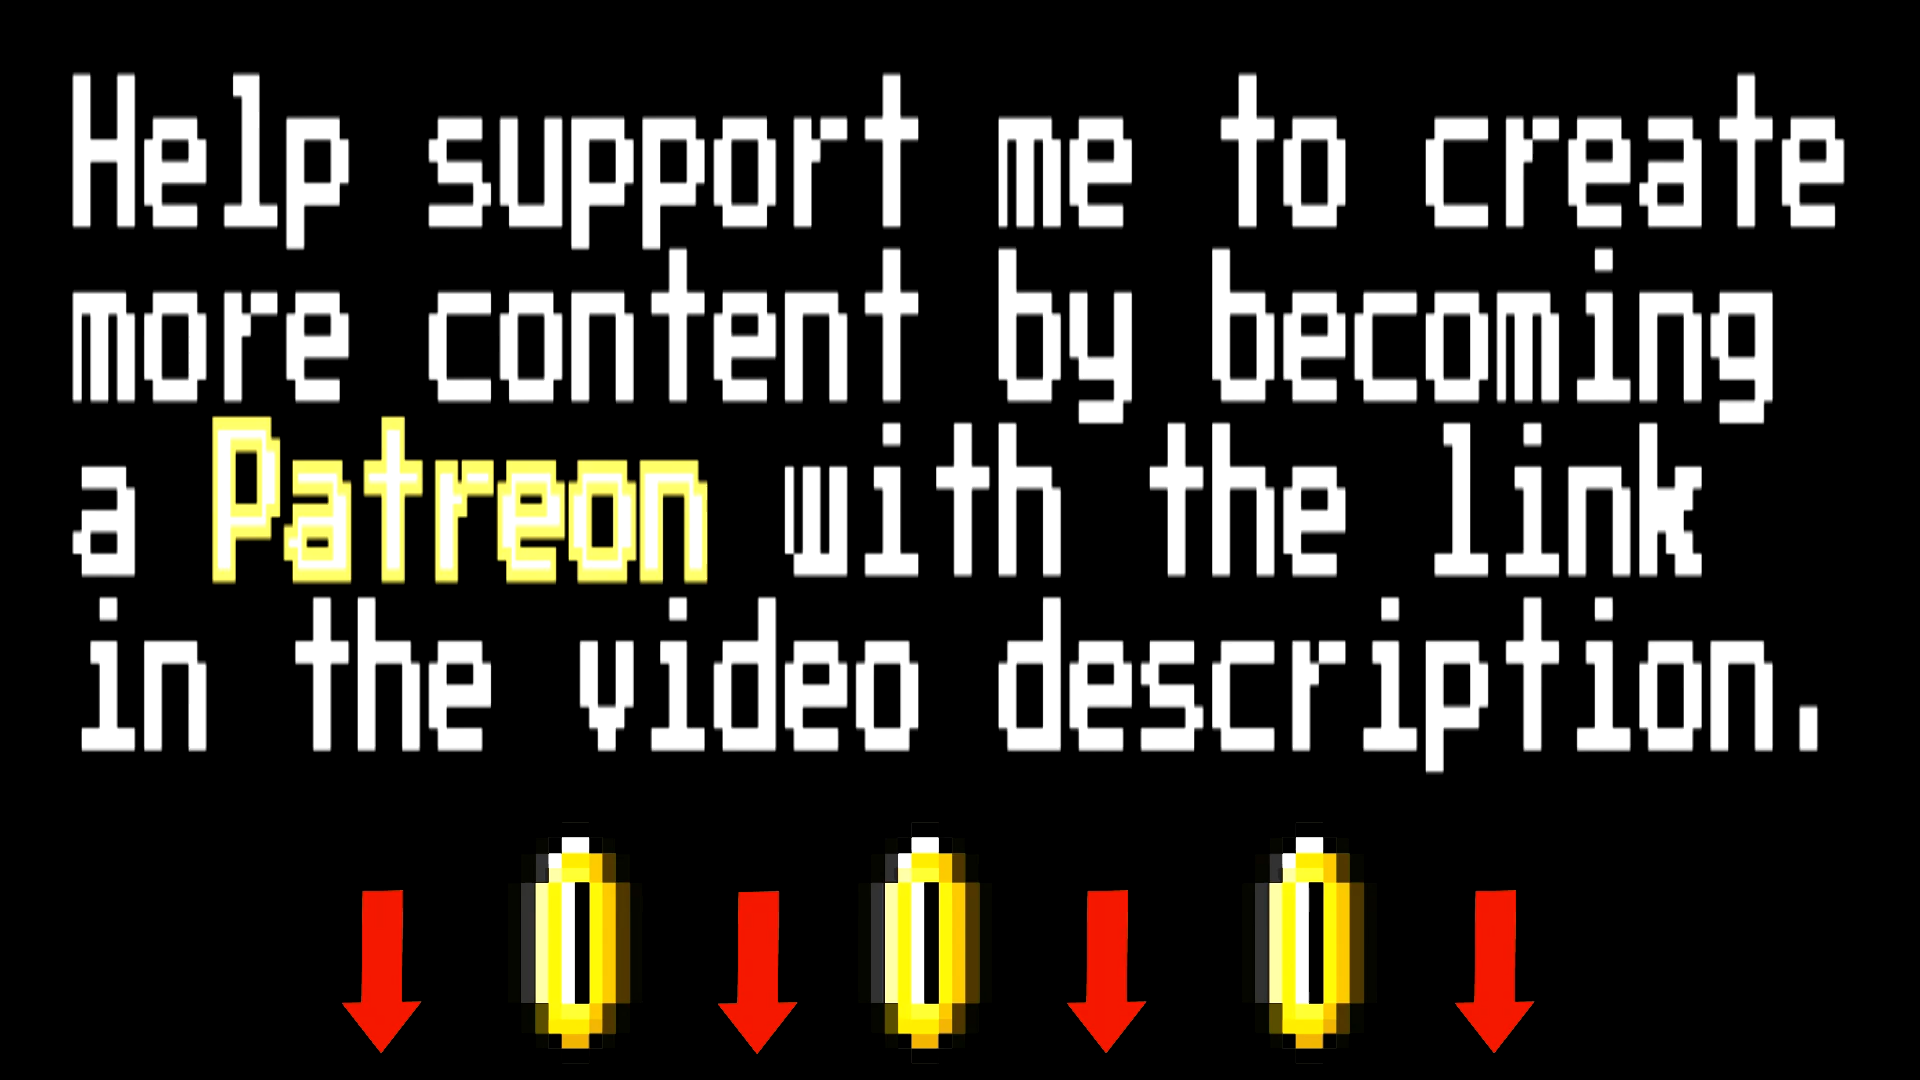 Help support me to create
more content by becoming
a Patreon with the link
in the video description.